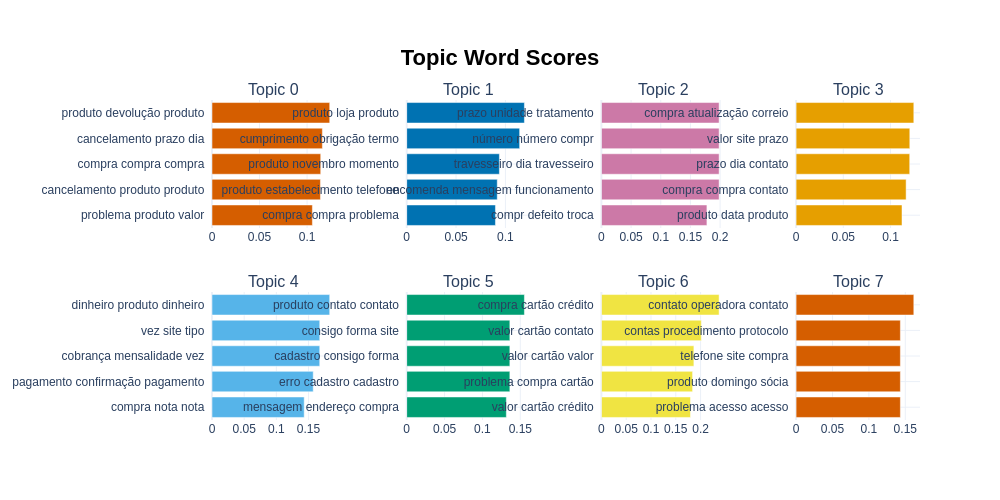 Topic Word Scores
Topic 0
produto devolução produto
cancelamento prazo dia
compra compra compra
cancelamento produto produto
problema produto valor
0 0.05 0.1
Topic 1
produto loja produto
cumprimento obrigação termo
produto novembro momento
produto estabelecimento telefone
compra compra problema
0 0.05 0.1
Topic 2
prazo unidade tratamento
número número compr
travesseiro dia travesseiro
encomenda mensagem funcionamento
compr defeito troca
0 0.05 0.1 0.15 0.2
Topic 3
compra atualização correio
valor site prazo
prazo dia contato
compra compra contato
produto data produto
0 0.05 0.1
Topic 4
dinheiro produto dinheiro
vez site tipo
cobrança mensalidade vez
pagamento confirmação pagamento
compra nota nota
0 0.05 0.1 0.15
Topic 5
produto contato contato
consigo forma site
cadastro consigo forma
erro cadastro cadastro
mensagem endereço compra
0 0.05 0.1 0.15
Topic 6
compra cartão crédito
valor cartão contato
valor cartão valor
problema compra cartão
valor cartão crédito
0 0.05 0.1 0.15 0.2
Topic 7
contato operadora contato
contas procedimento protocolo
telefone site compra
produto domingo sócia
problema acesso acesso
0 0.05 0.1 0.15